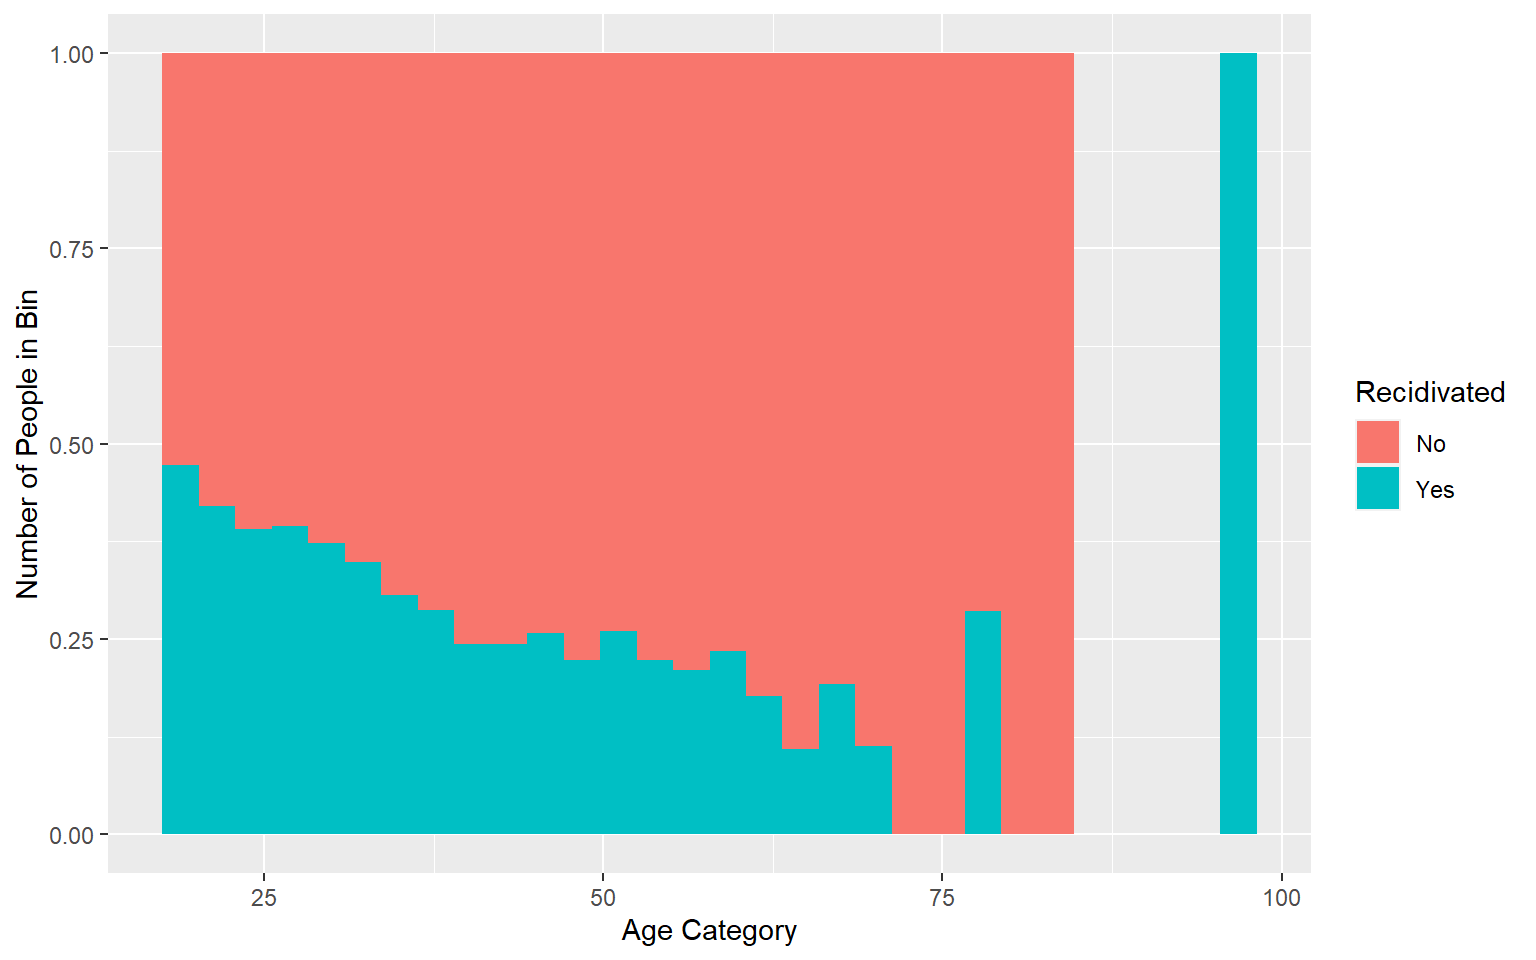 1.00
0.75
0.50
0.25
0.00
Number of People in Bin
25
50
75
100
Age Category
Recidivated
No
Yes